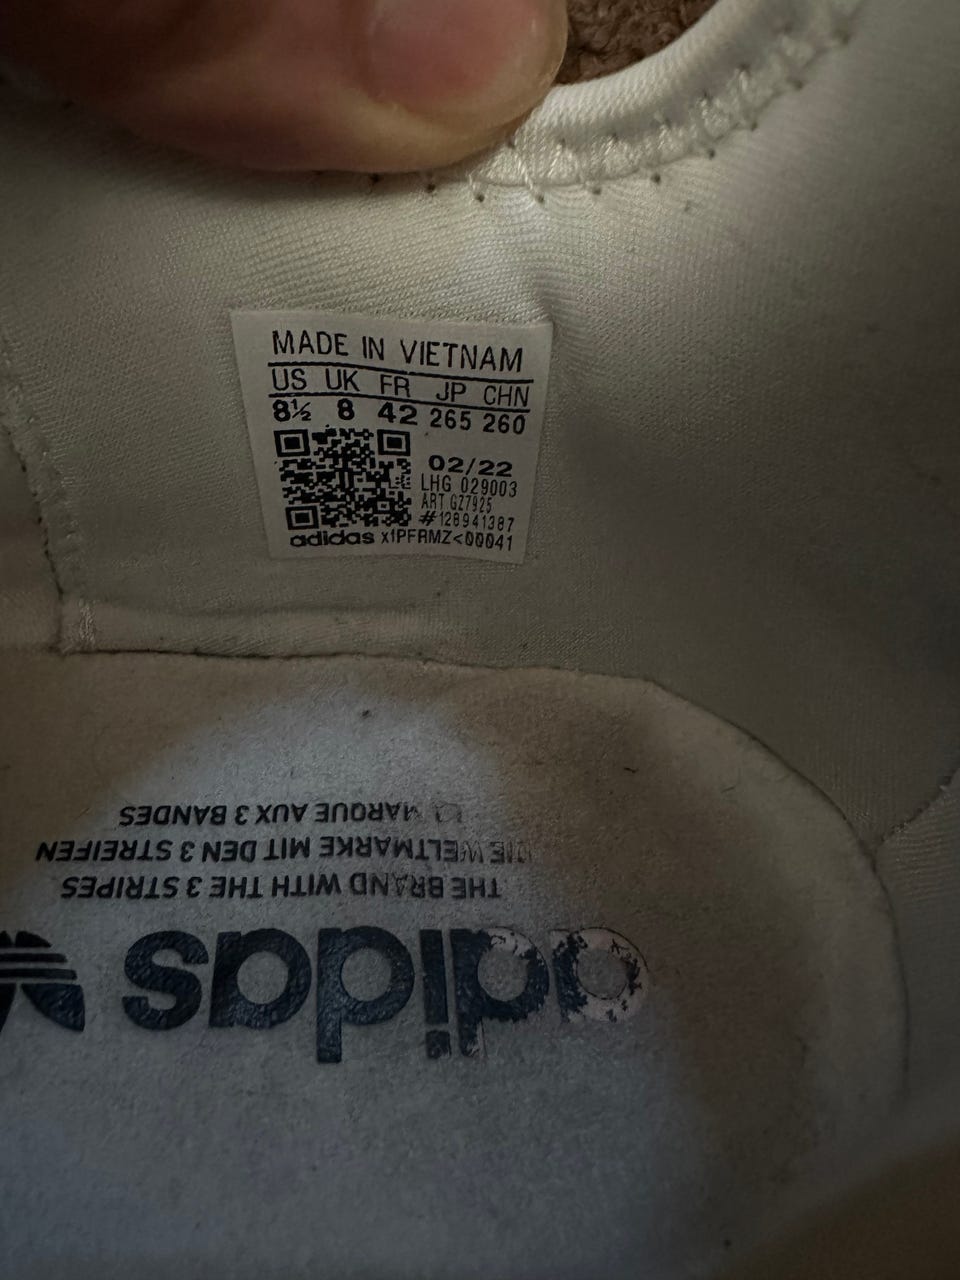 MADE IN VIETNAM
US UK FR JP CHN
8½ 8 42 265 260
02/22
LHG 029003
ART GZ7925
#128941387
adidas x1PFRMZ<00041
adidas
THE BRAND WITH THE 3 STRIPES
DIE WELTMARKE MIT DEN 3 STREIFEN
LA MARQUE AUX 3 BANDES